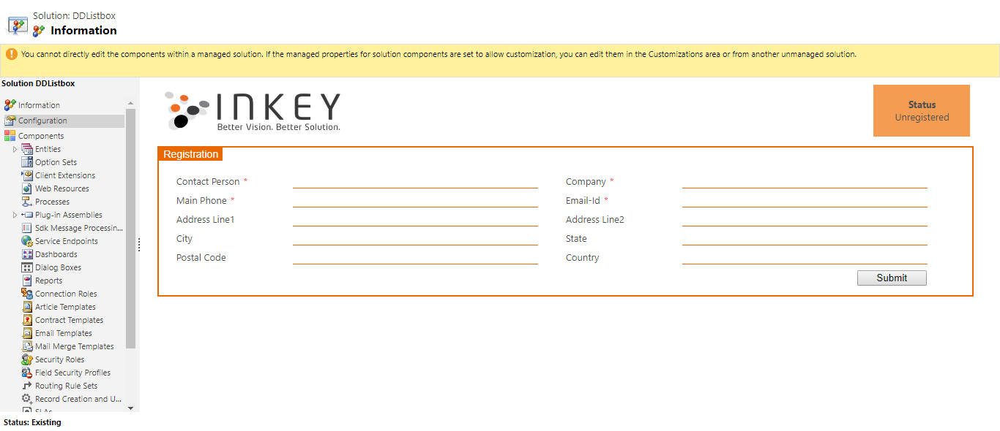 Solution: DDListbox
Information
You cannot directly edit the components within a managed solution. If the managed properties for solution components are set to allow customization, you can edit them in the Customizations area or from another unmanaged solution.
Solution DDListbox
Information
Configuration
Components
Entities
Option Sets
Client Extensions
Web Resources
Processes
Plug-in Assemblies
Sdk Message Processin...
Service Endpoints
Dashboards
Dialog Boxes
Reports
Connection Roles
Article Templates
Contract Templates
Email Templates
Mail Merge Templates
Security Roles
Field Security Profiles
Routing Rule Sets
Record Creation and U...
SLAs
Status: Existing
INKEY
Better Vision. Better Solution.
Status
Unregistered
Registration
Contact Person * Company *
Main Phone * Email-Id *
Address Line1 Address Line2
City State
Postal Code Country
Submit